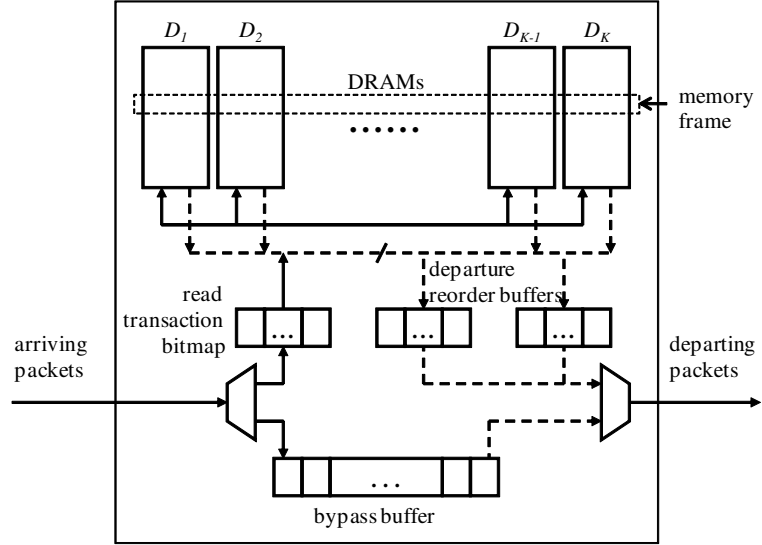 D1 D2 DK-1 DK
DRAMs
......
memory
frame
departure
reorder buffers
read
transaction
bitmap
... ... ...
arriving
packets
departing
packets
...
bypass buffer